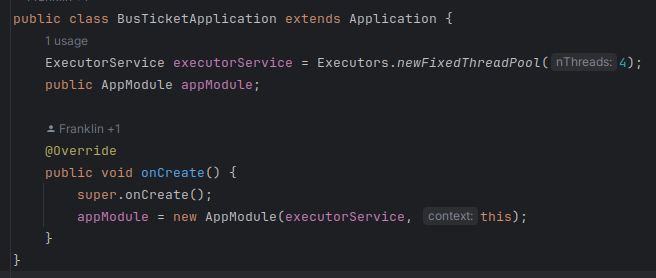 public class BusTicketApplication extends Application {
1 usage
ExecutorService executorService = Executors.newFixedThreadPool( nThreads: 4);
public AppModule appModule;
Franklin +1
@Override
public void onCreate() {
super.onCreate();
appModule = new AppModule(executorService, context: this);
}
}